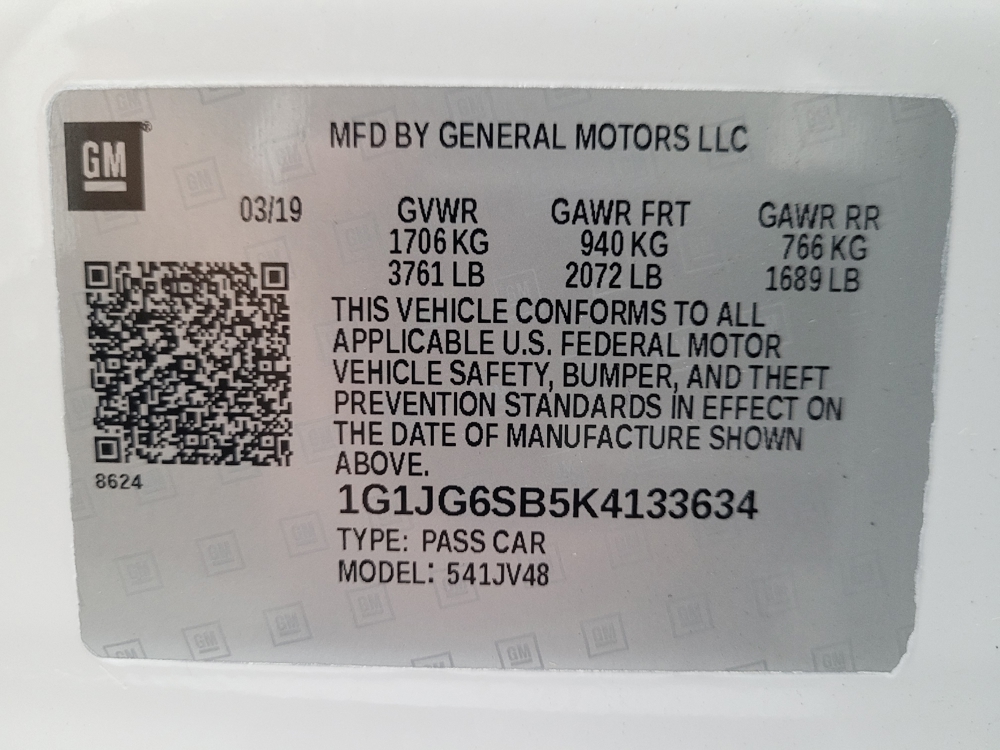 GM
MFD BY GENERAL MOTORS LLC
03/19
GVWR GAWR FRT GAWR RR
1706 KG 940 KG 766 KG
3761 LB 2072 LB 1689 LB
THIS VEHICLE CONFORMS TO ALL
APPLICABLE U.S. FEDERAL MOTOR
VEHICLE SAFETY, BUMPER, AND THEFT
PREVENTION STANDARDS IN EFFECT ON
THE DATE OF MANUFACTURE SHOWN
ABOVE.
8624
1G1JG6SB5K4133634
TYPE: PASS CAR
MODEL: 541JV48